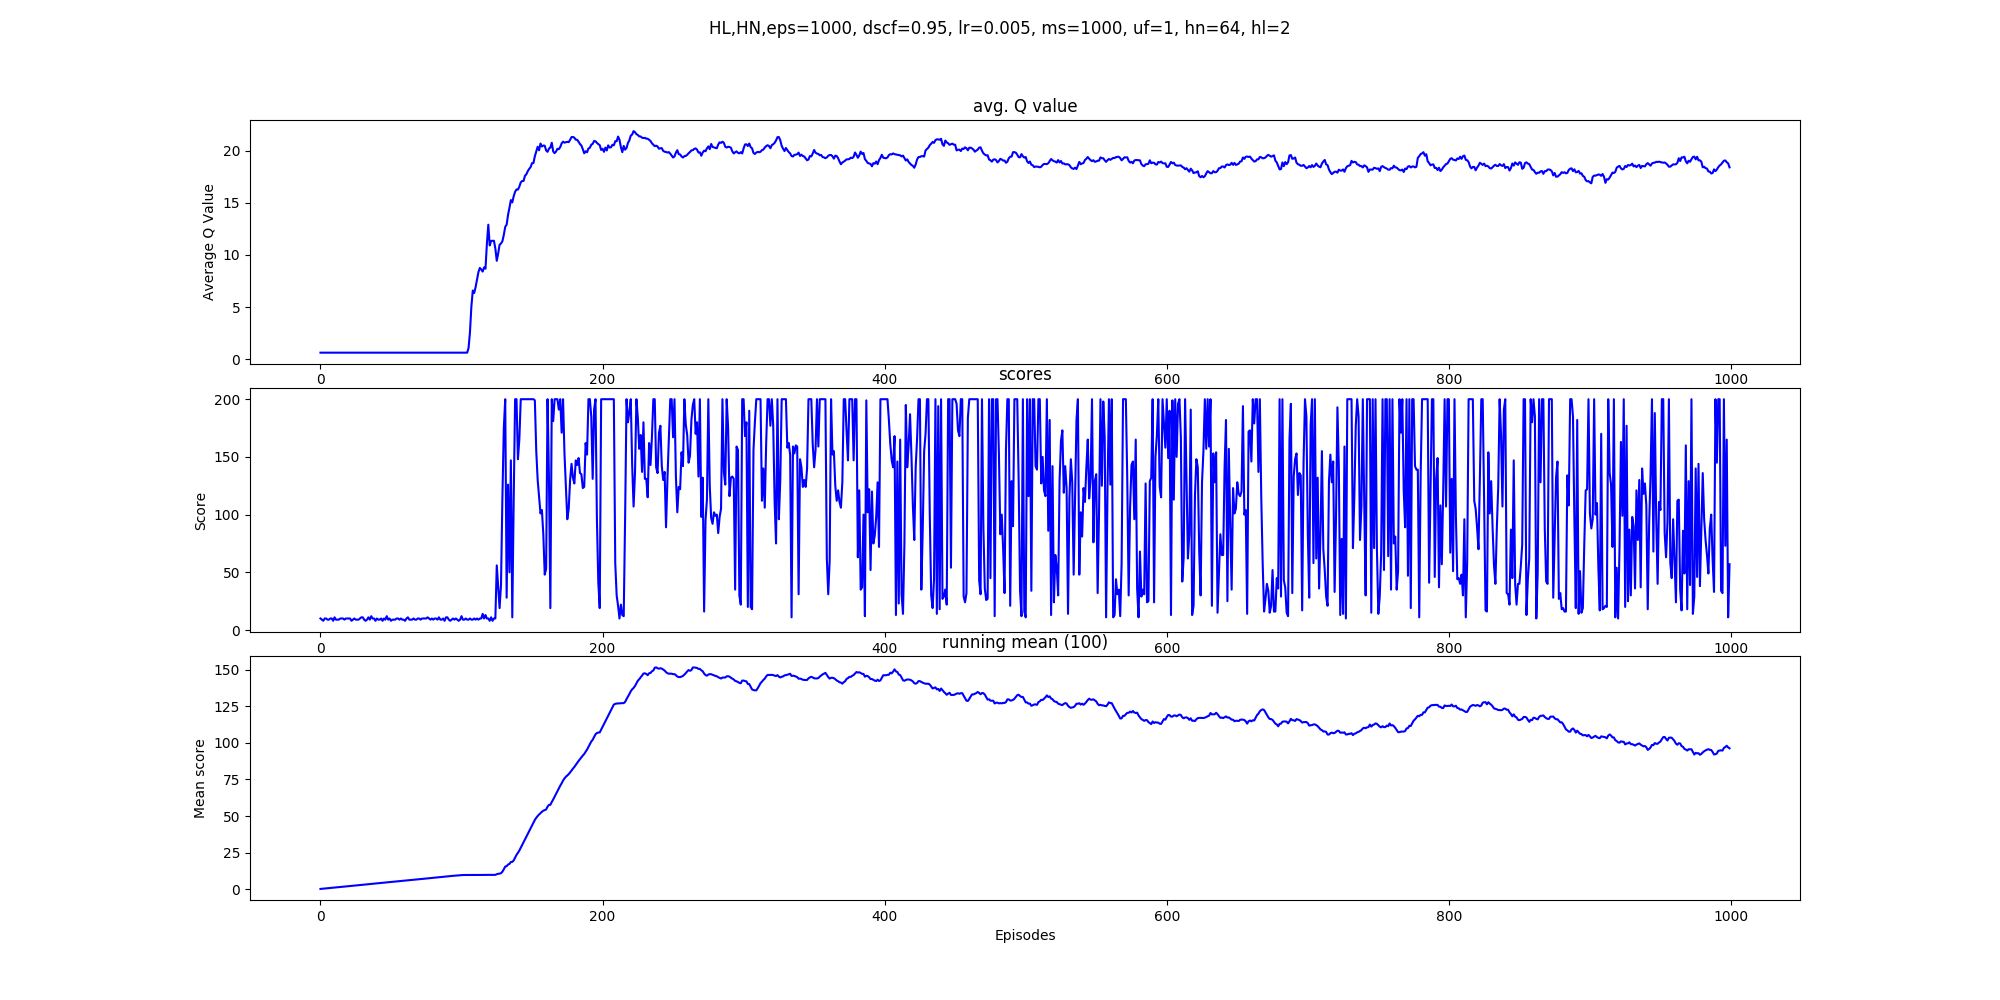 HL,HN,eps=1000, dscf=0.95, lr=0.005, ms=1000, uf=1, hn=64, hl=2
avg. Q value
Average Q Value
20
15
10
5
0
0 200 400 600 800 1000
scores
Score
200
150
100
50
0
0 200 400 600 800 1000
running mean (100)
Mean score
150
125
100
75
50
25
0
0 200 400 600 800 1000
Episodes